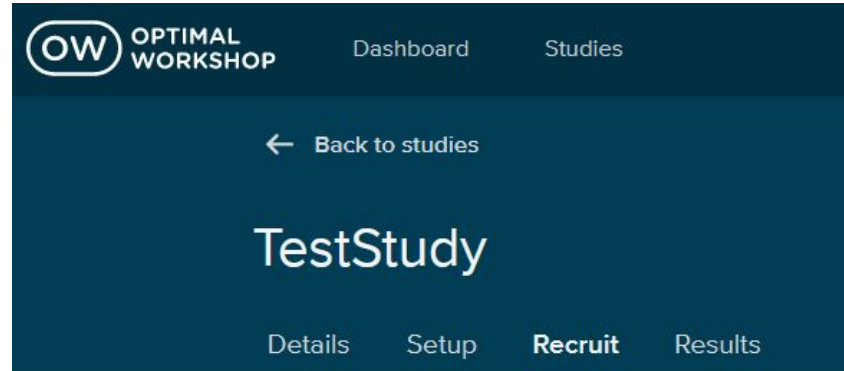 OW OPTIMAL WORKSHOP Dashboard Studies
← Back to studies
TestStudy
Details Setup Recruit Results